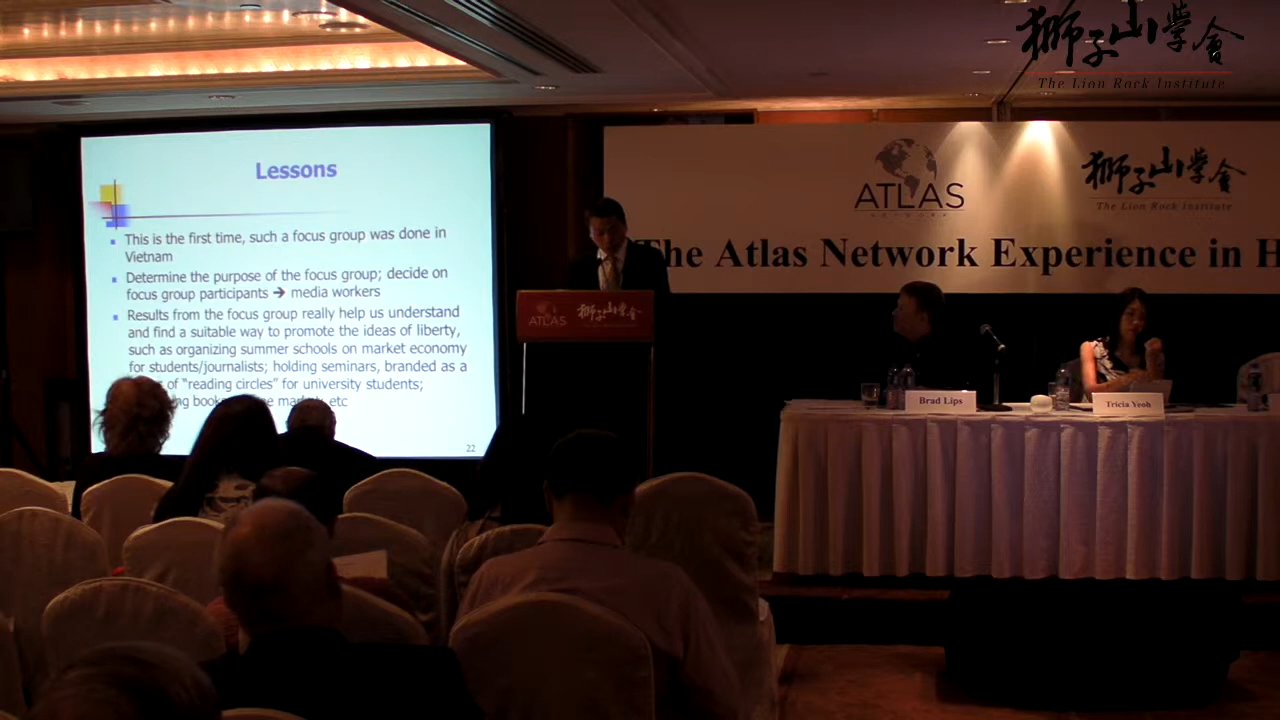 獅子山學會
The Lion Rock Institute
Lessons
This is the first time, such a focus group was done in
Vietnam
Determine the purpose of the focus group; decide on
focus group participants → media workers
Results from the focus group really help us understand
and find a suitable way to promote the ideas of liberty,
such as organizing summer schools on market economy
for students/journalists; holding seminars, branded as a
of "reading circles" for university students;
etc
22
ATLAS
NETWORK
獅子山學會
The Lion Rock Institute
The Atlas Network Experience in H
ATLAS
獅子山學會
Brad Lips
Tricia Yeoh